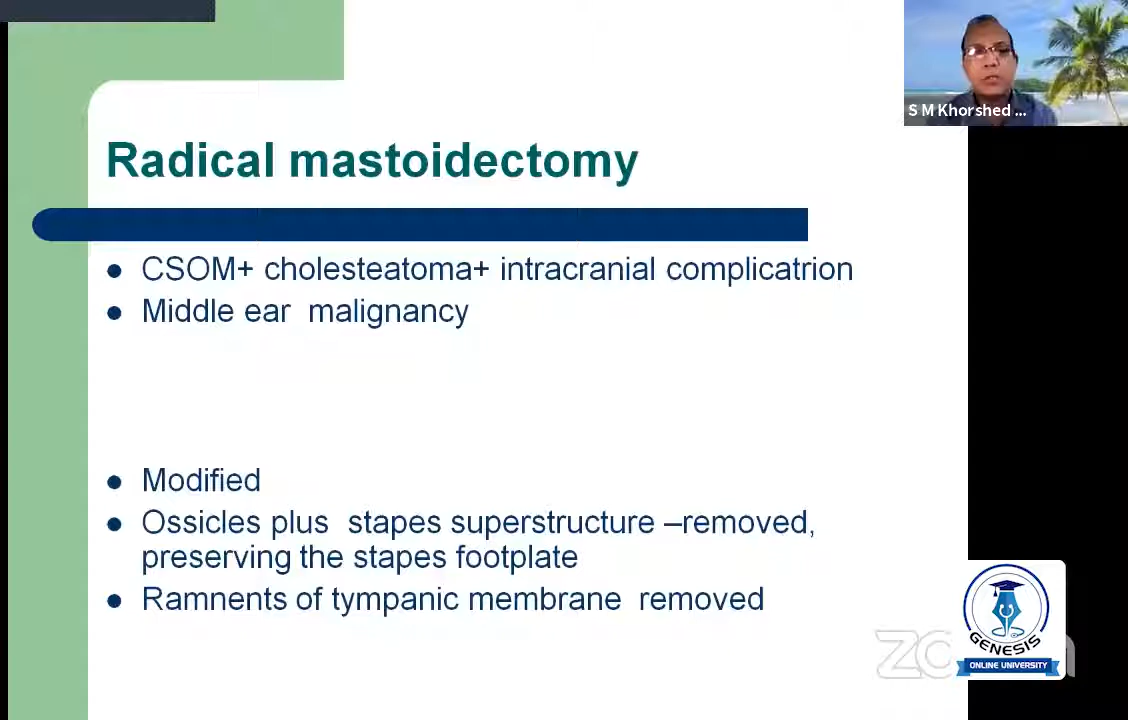 S M Khorshed ...
Radical mastoidectomy
CSOM+ cholesteatoma+ intracranial complicatrion
Middle ear malignancy
Modified
Ossicles plus stapes superstructure –removed,
preserving the stapes footplate
Ramnents of tympanic membrane removed
GENESIS
ONLINE UNIVERSITY